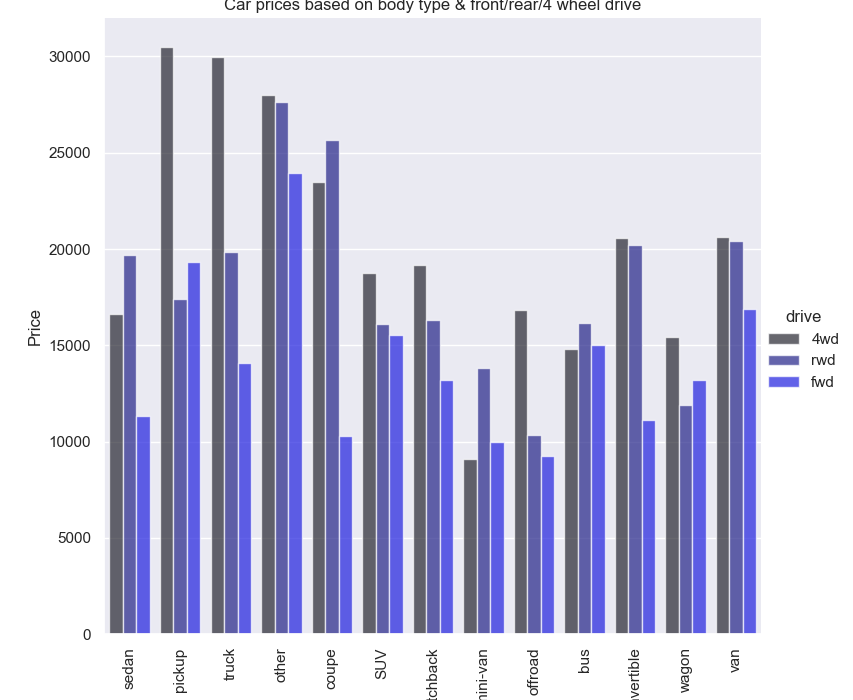 Car prices based on body type & front/rear/4 wheel drive
30000
25000
20000
15000
10000
5000
0
Price
drive
4wd
rwd
fwd
sedan
pickup
truck
other
coupe
SUV
tchback
ini-van
offroad
bus
vertible
wagon
van